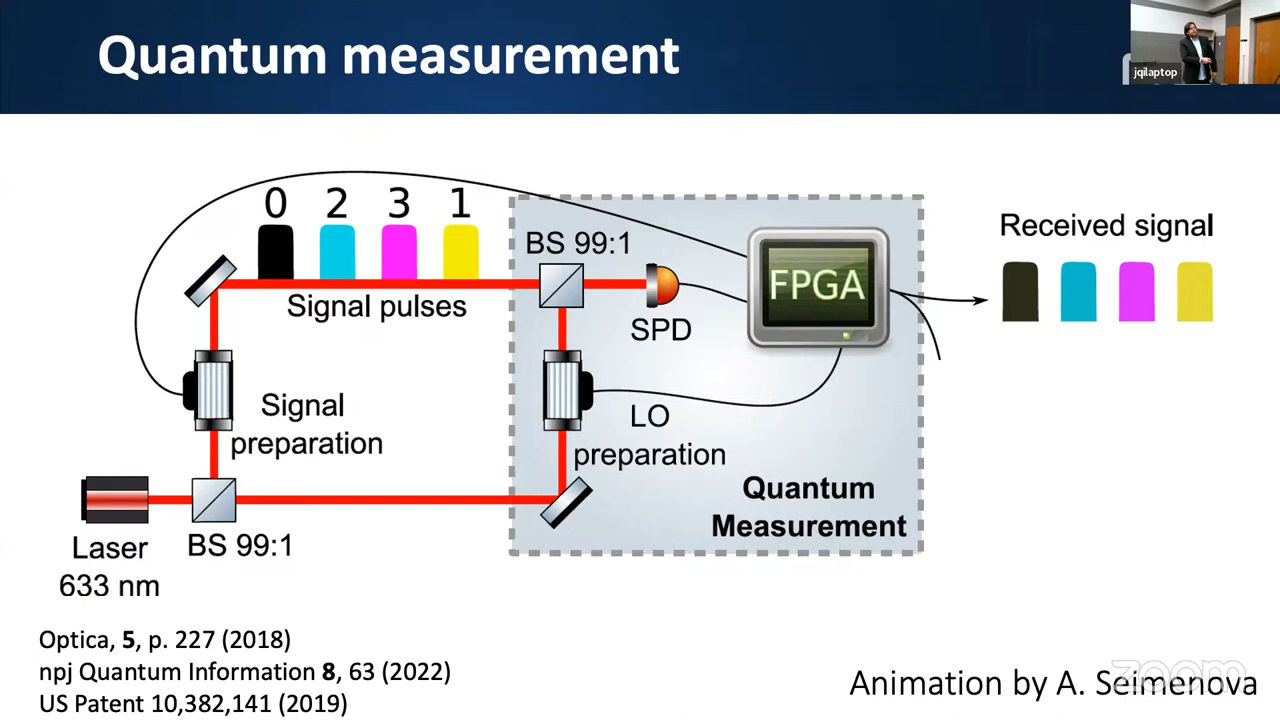 Quantum measurement
jqilaptop
0 2 3 1
BS 99:1
Received signal
FPGA
Signal pulses
SPD
Signal
preparation
LO
preparation
Quantum
Measurement
Laser
633 nm
BS 99:1
Optica, 5, p. 227 (2018)
npj Quantum Information 8, 63 (2022)
US Patent 10,382,141 (2019)
Animation by A. Seimenova
zoom